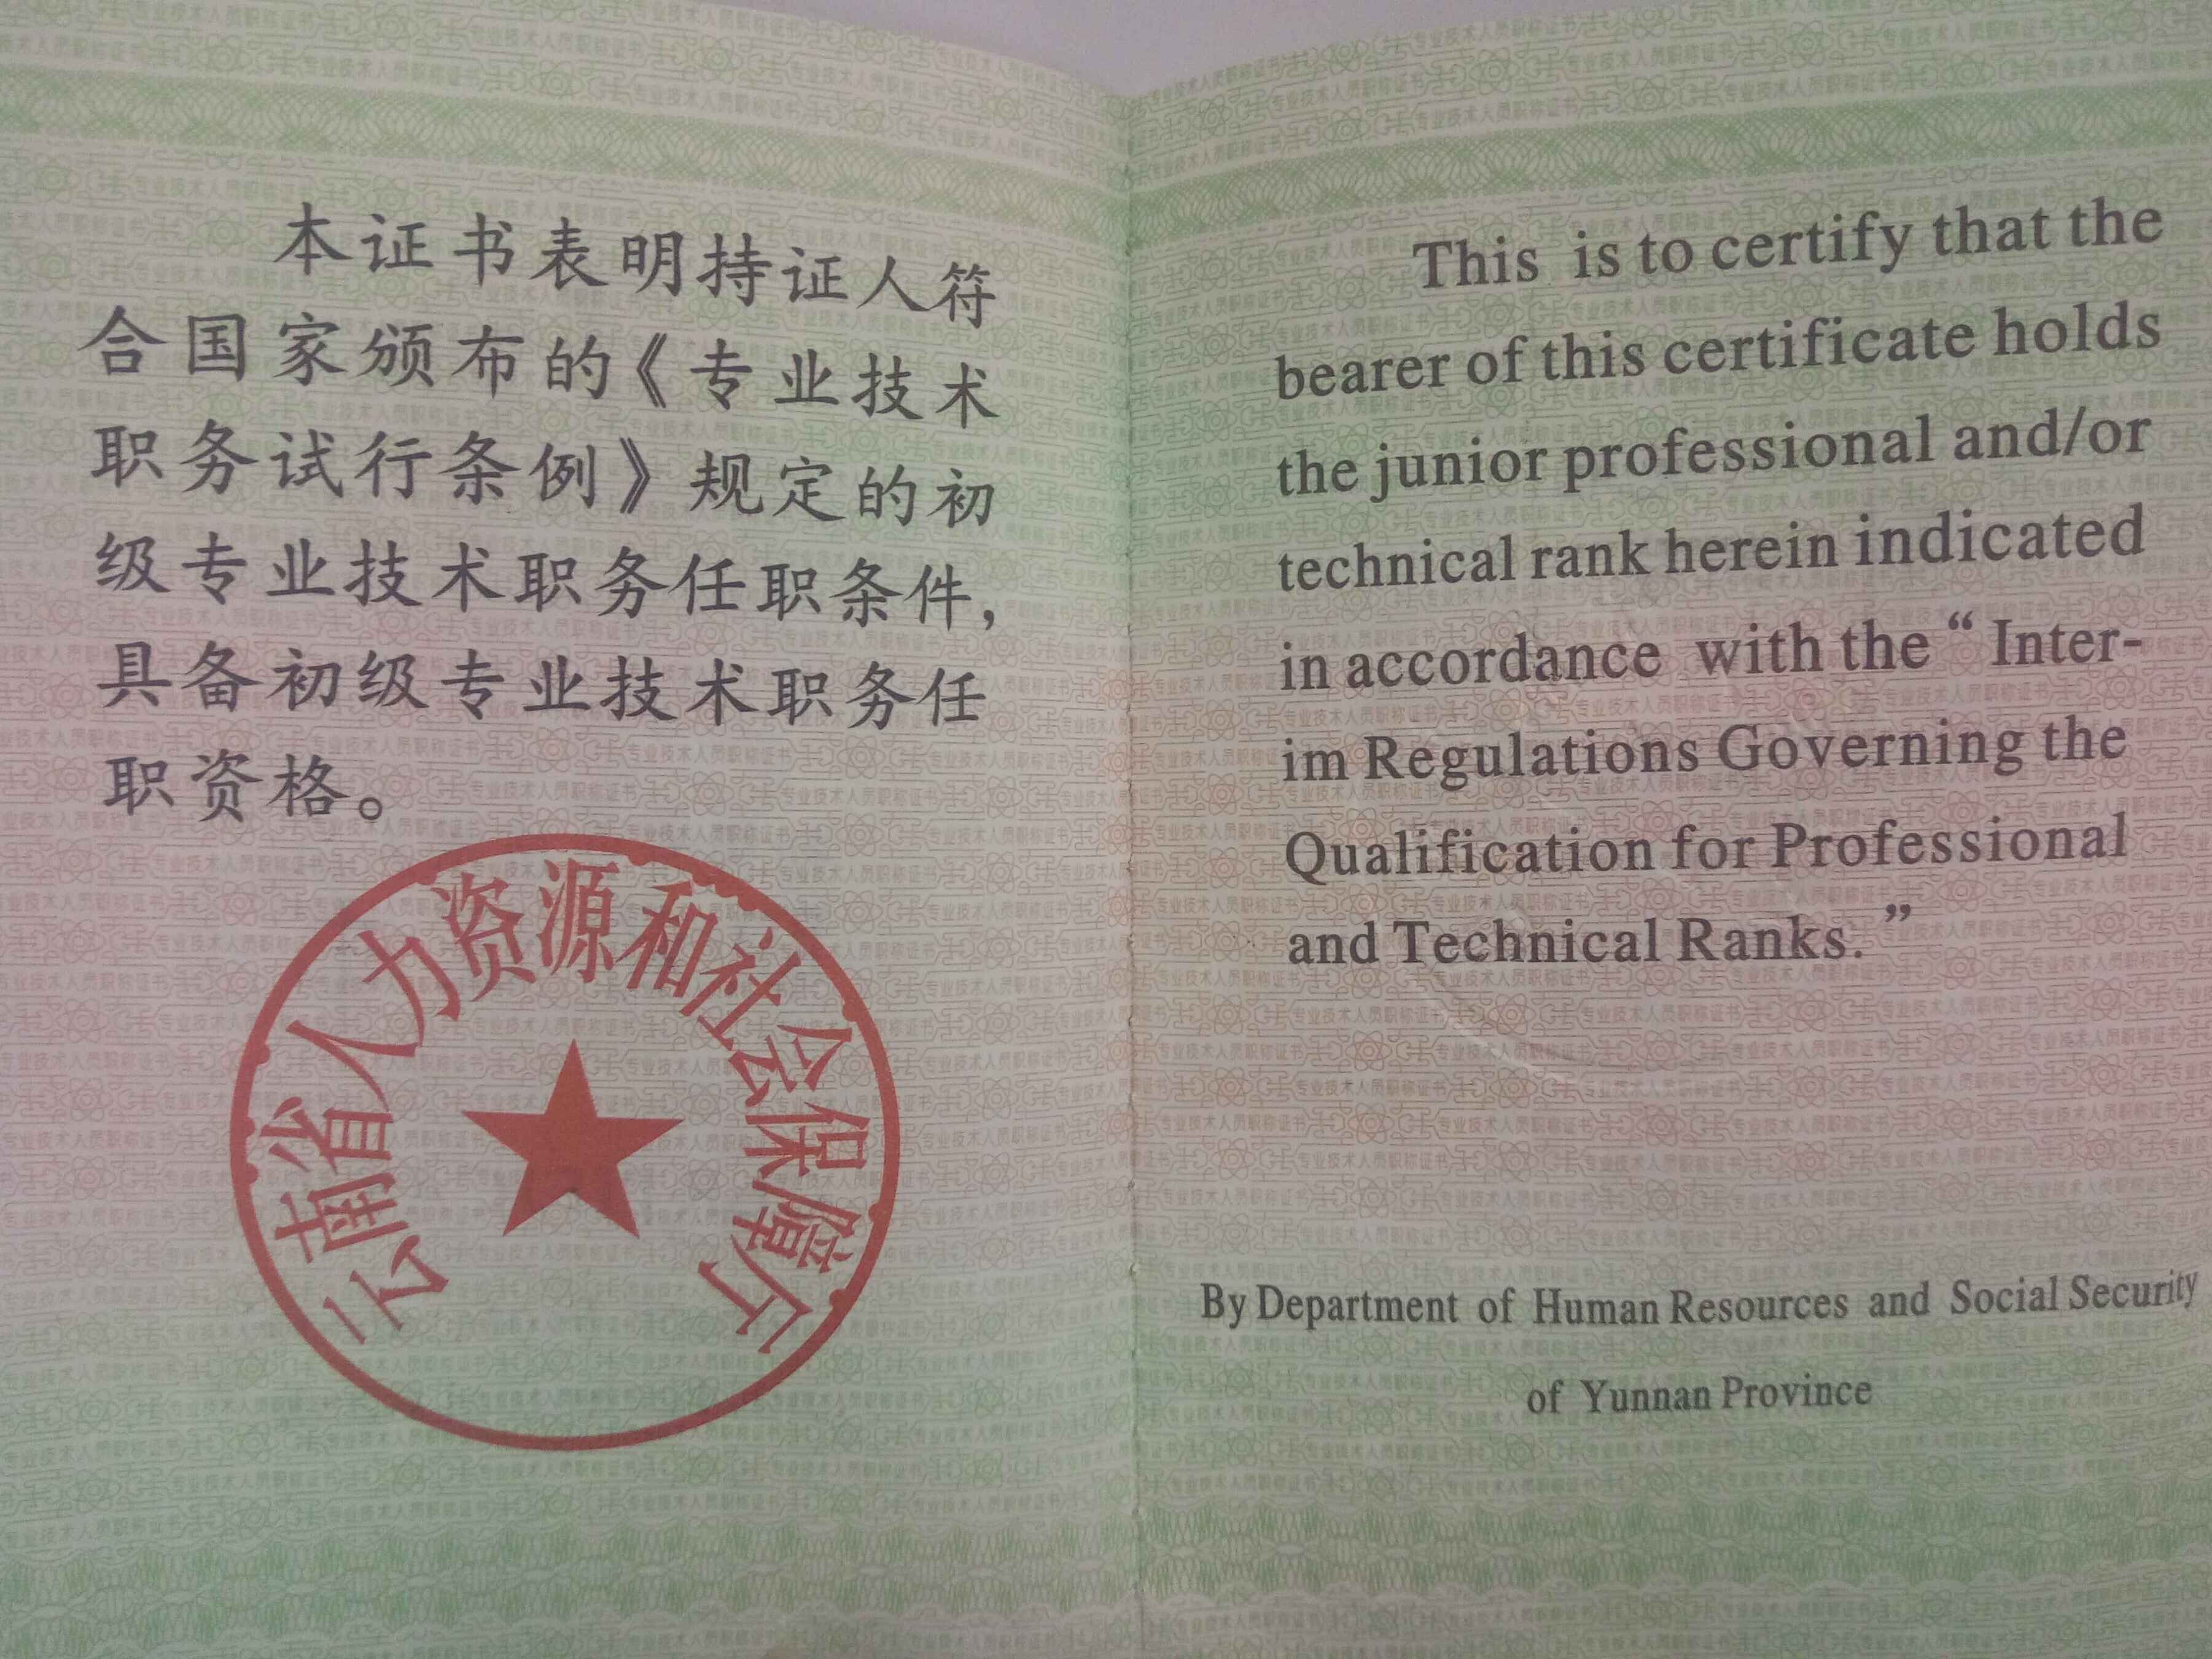 本证书表明持证人符
合国家颁布的《专业技术
职务试行条例》规定的初
级专业技术职务任职条件，
具备初级专业技术职务任
职资格。
云南省人力资源和社会保障厅
This is to certify that the
bearer of this certificate holds
the junior professional and/or
technical rank herein indicated
in accordance with the “Inter-
im Regulations Governing the
Qualification for Professional
and Technical Ranks.”
By Department of Human Resources and Social Security
of Yunnan Province